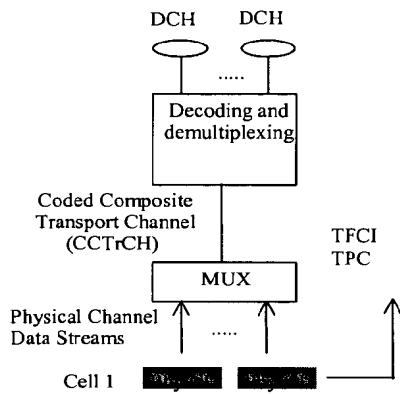 DCH DCH
.....
Decoding and
demultiplexing
Coded Composite
Transport Channel
(CCTrCH)
TFCI
TPC
MUX
Physical Channel
Data Streams
.....
Cell 1